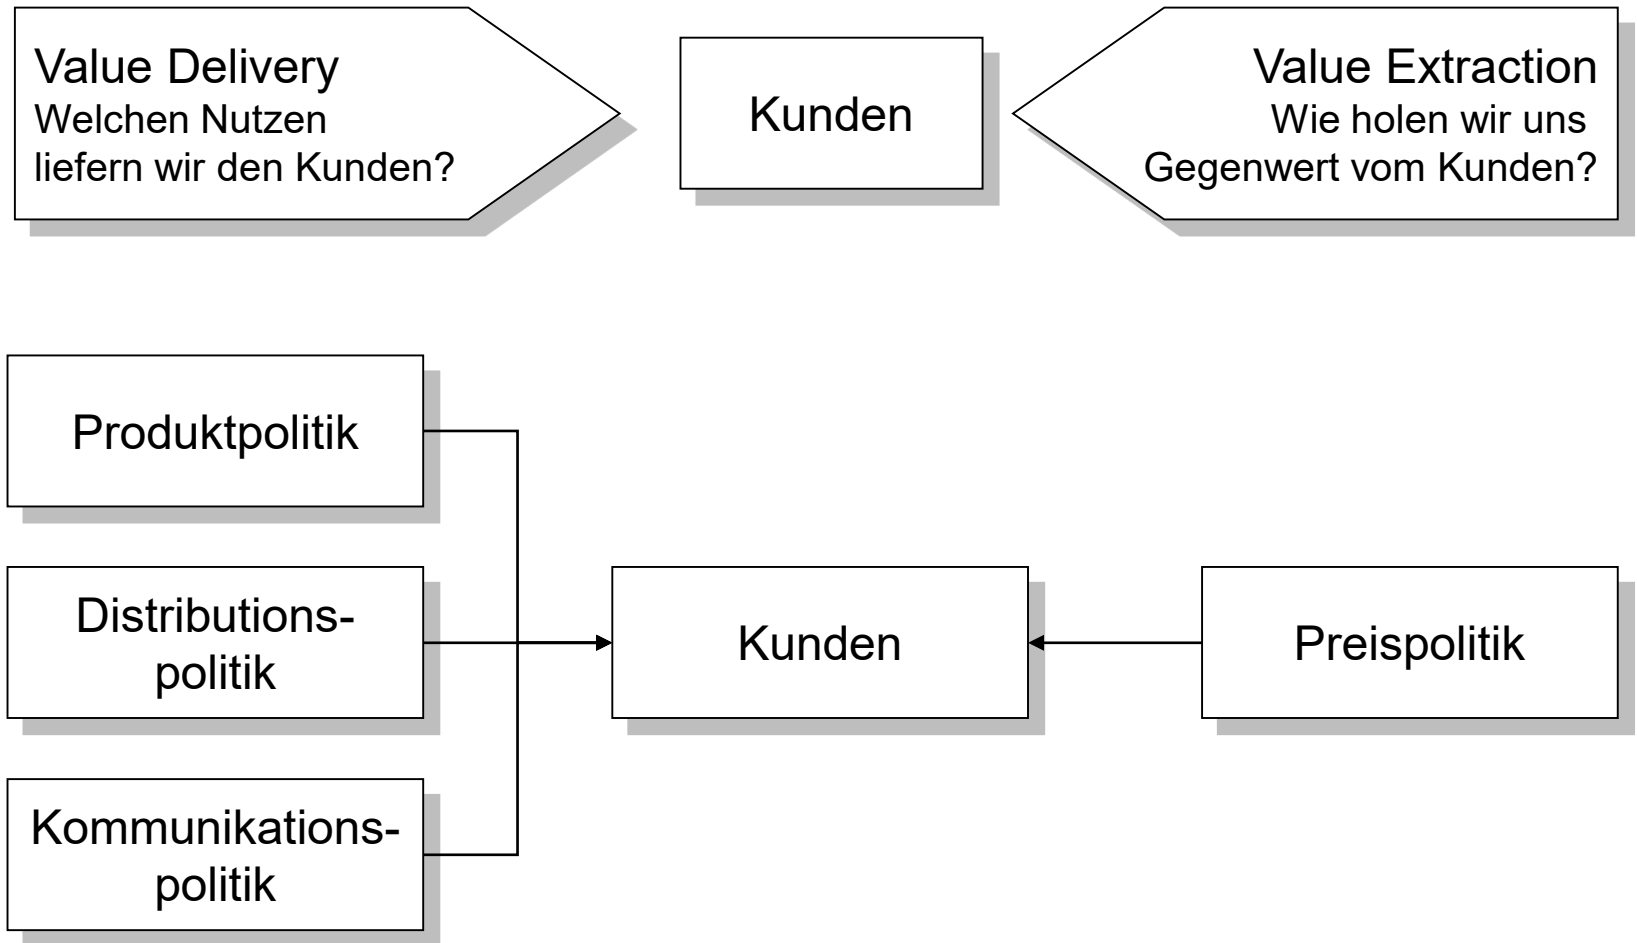 Value Delivery
Welchen Nutzen
liefern wir den Kunden?
Kunden
Value Extraction
Wie holen wir uns
Gegenwert vom Kunden?
Produktpolitik
Distributions-
politik
Kommunikations-
politik
Kunden
Preispolitik